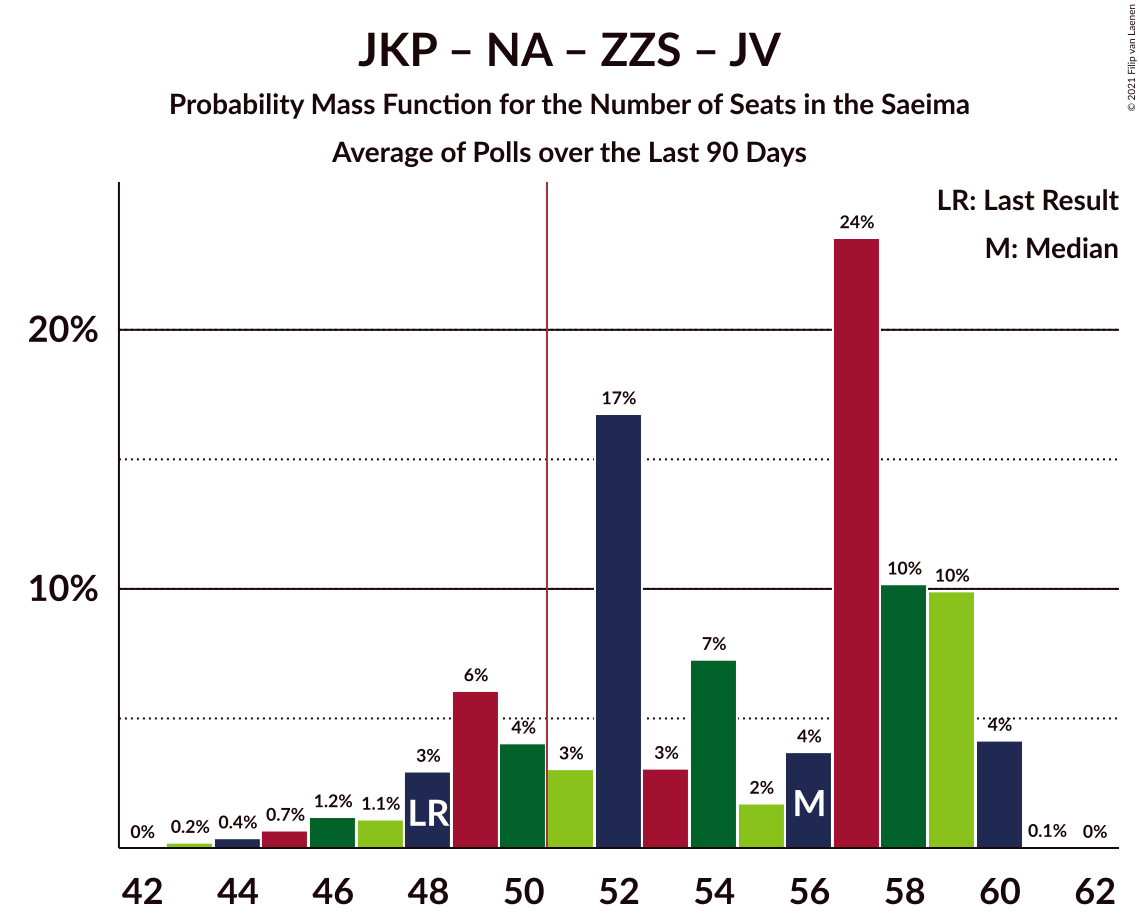 JKP – NA – ZZS – JV
Probability Mass Function for the Number of Seats in the Saeima
Average of Polls over the Last 90 Days
© 2021 Filip van Laenen
LR: Last Result
M: Median
20%
10%
0%
0.2%
0.4%
0.7%
1.2%
1.1%
3%
6%
4%
3%
17%
3%
7%
2%
4%
24%
10%
10%
4%
0.1%
0%
LR
M
42 44 46 48 50 52 54 56 58 60 62